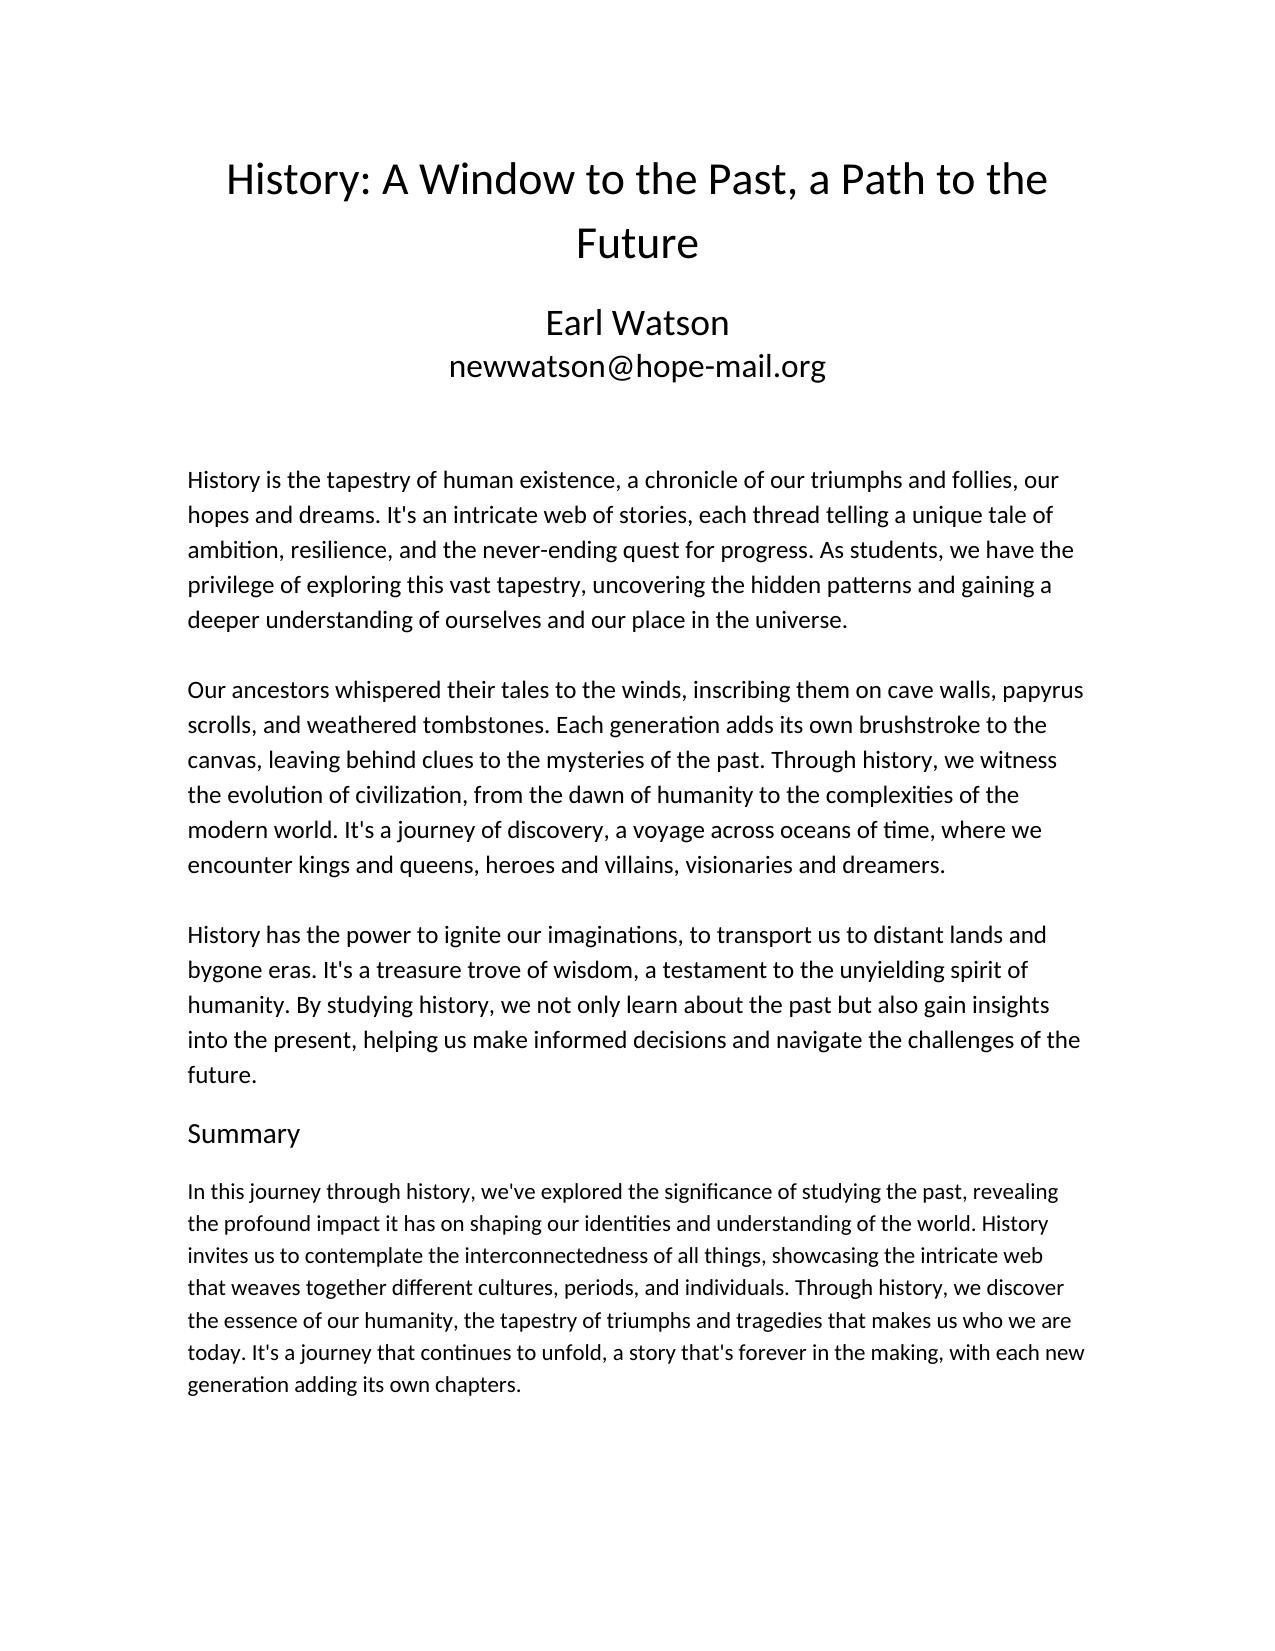 History: A Window to the Past, a Path to the
Future
Earl Watson
newwatson@hope-mail.org
History is the tapestry of human existence, a chronicle of our triumphs and follies, our
hopes and dreams. It's an intricate web of stories, each thread telling a unique tale of
ambition, resilience, and the never-ending quest for progress. As students, we have the
privilege of exploring this vast tapestry, uncovering the hidden patterns and gaining a
deeper understanding of ourselves and our place in the universe.
Our ancestors whispered their tales to the winds, inscribing them on cave walls, papyrus
scrolls, and weathered tombstones. Each generation adds its own brushstroke to the
canvas, leaving behind clues to the mysteries of the past. Through history, we witness
the evolution of civilization, from the dawn of humanity to the complexities of the
modern world. It's a journey of discovery, a voyage across oceans of time, where we
encounter kings and queens, heroes and villains, visionaries and dreamers.
History has the power to ignite our imaginations, to transport us to distant lands and
bygone eras. It's a treasure trove of wisdom, a testament to the unyielding spirit of
humanity. By studying history, we not only learn about the past but also gain insights
into the present, helping us make informed decisions and navigate the challenges of the
future.
Summary
In this journey through history, we've explored the significance of studying the past, revealing
the profound impact it has on shaping our identities and understanding of the world. History
invites us to contemplate the interconnectedness of all things, showcasing the intricate web
that weaves together different cultures, periods, and individuals. Through history, we discover
the essence of our humanity, the tapestry of triumphs and tragedies that makes us who we are
today. It's a journey that continues to unfold, a story that's forever in the making, with each new
generation adding its own chapters.